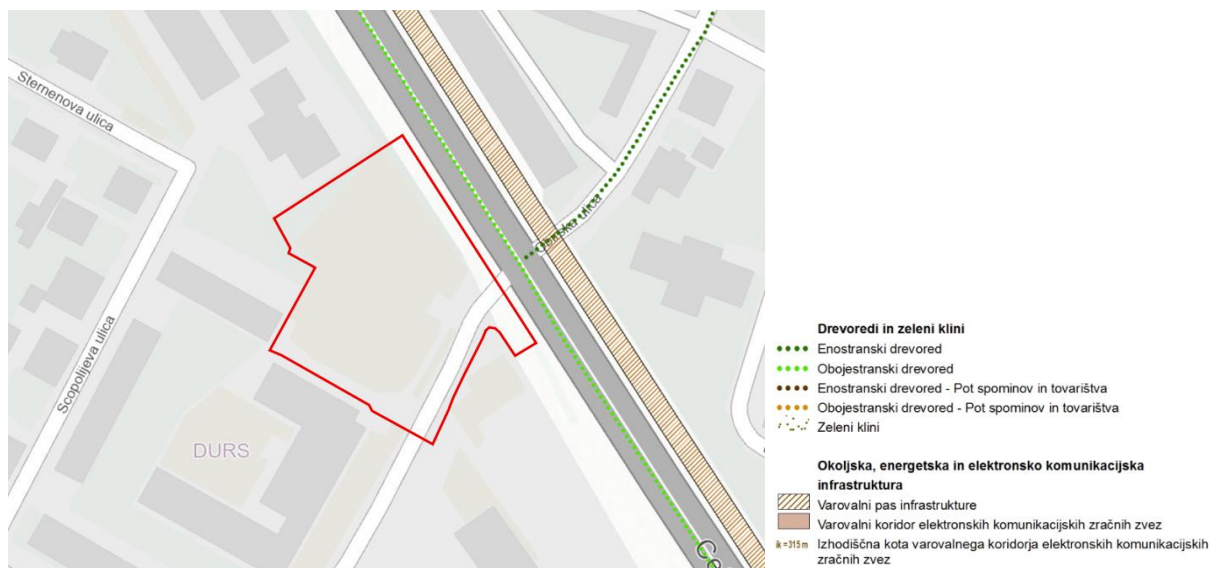 Sternenova ulica
Scopolijeva ulica
DURS
Drevoredi in zeleni klini
Enostranski drevored
Obojestranski drevored
Enostranski drevored - Pot spominov in tovarištva
Obojestranski drevored - Pot spominov in tovarištva
Zeleni klini
Okoljska, energetska in elektronsko komunikacijska
infrastruktura
Varovalni pas infrastrukture
Varovalni koridor elektronskih komunikacijskih zračnih zvez
ik = 315 m Izhodiščna kota varovalnega koridorja elektronskih komunikacijskih
zračnih zvez